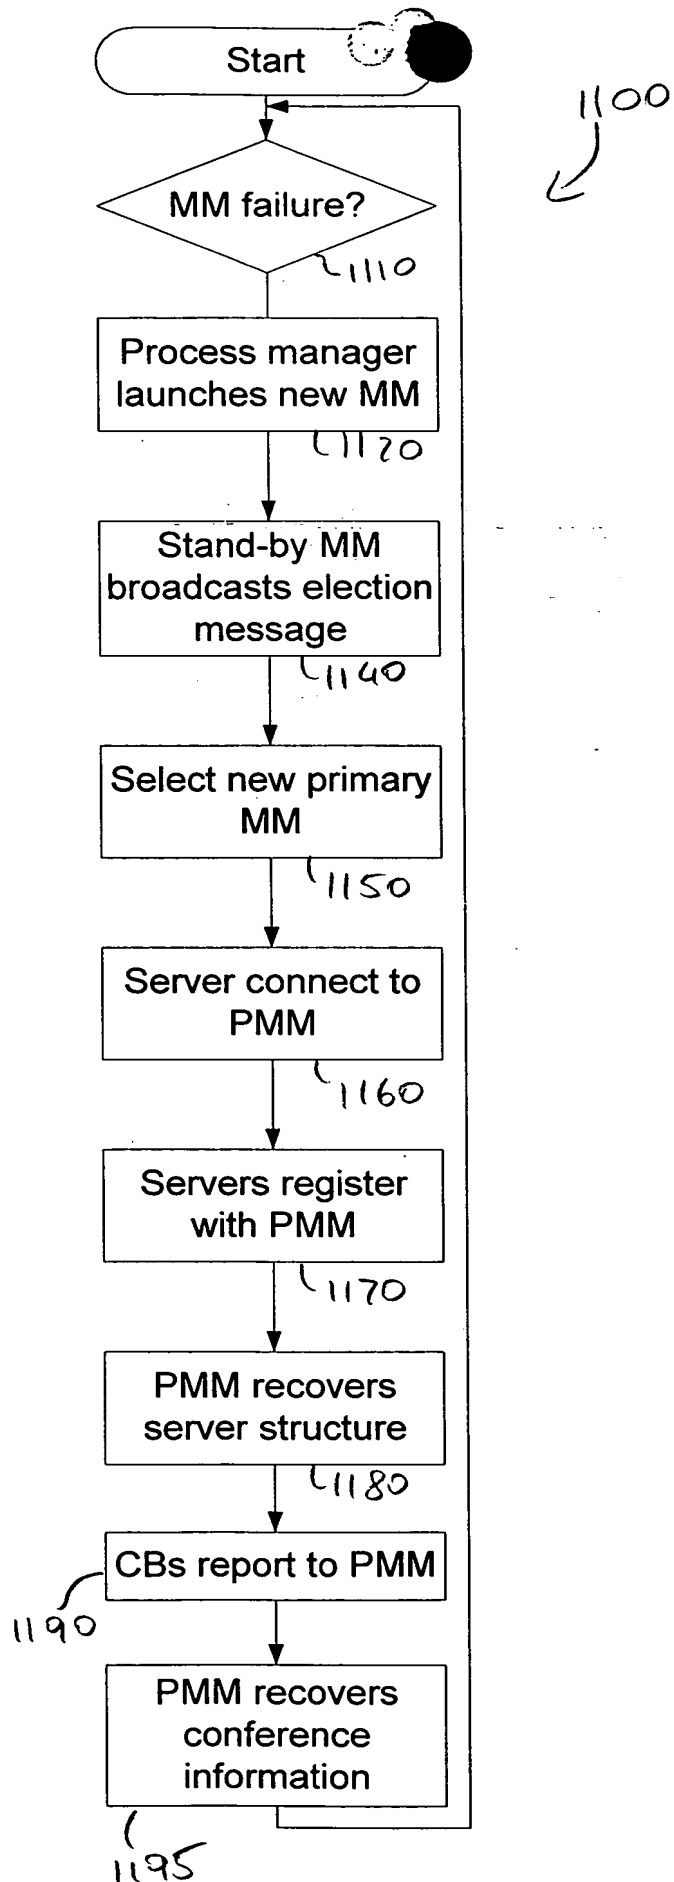 Start
1100
MM failure?
1110
Process manager
launches new MM
1120
Stand-by MM
broadcasts election
message
1140
Select new primary
MM
1150
Server connect to
PMM
1160
Servers register
with PMM
1170
PMM recovers
server structure
1180
CBs report to PMM
1190
PMM recovers
conference
information
1195